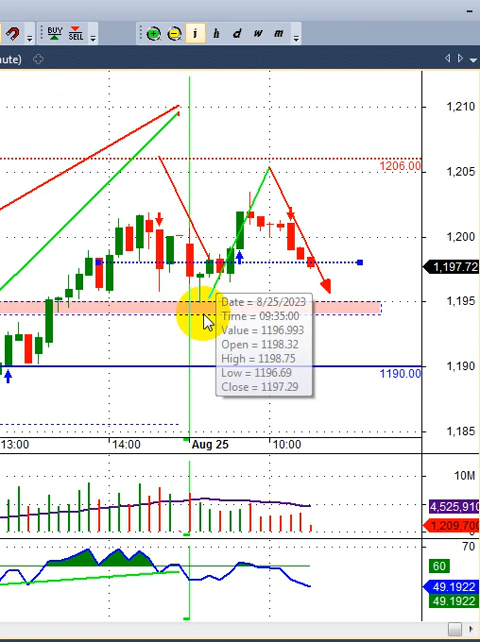 BUY
SELL
i h d w m
ute)
1,210
1206.00
1,205
1,200
1,197.72
1,195
Date = 8/25/2023
Time = 09:35:00
Value = 1196.993
Open = 1198.32
High = 1198.75
Low = 1196.69
Close = 1197.29
1,190
1190.00
1,185
13:00 14:00 Aug 25 10:00
10M
4,525,910
1,209,700
70
60
49.1922
49.1922